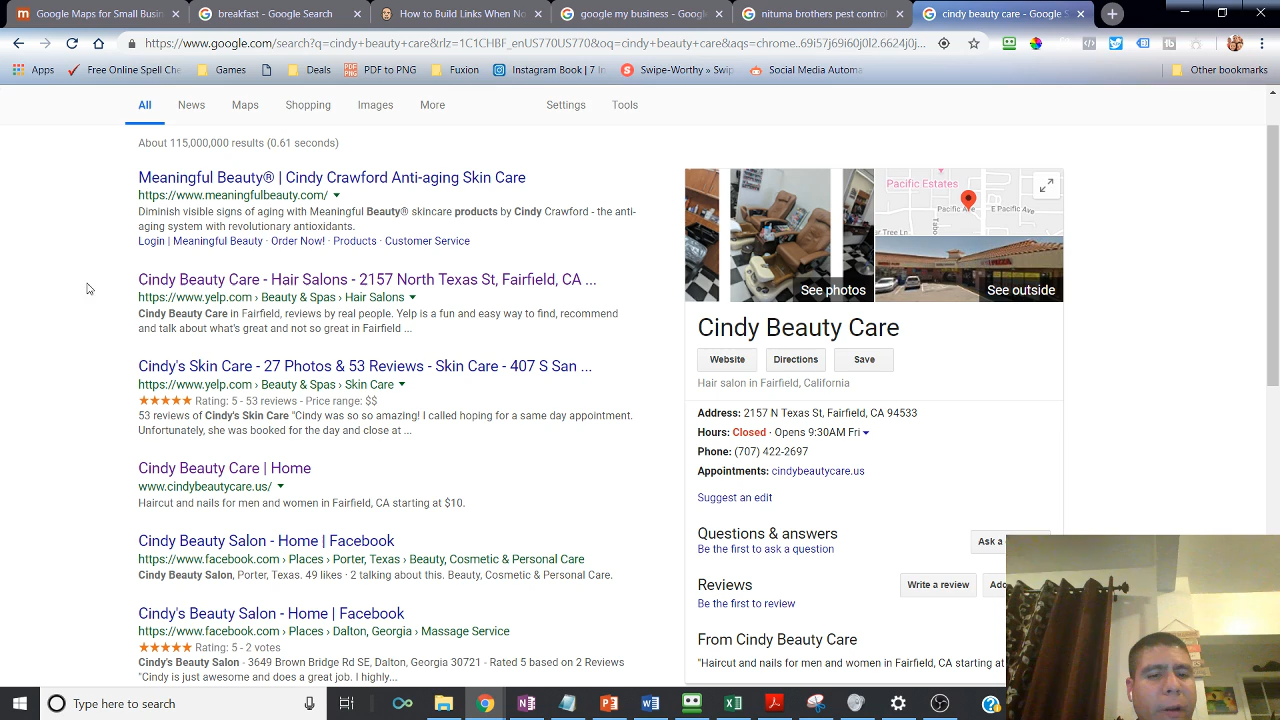 Google Maps for Small Busin
breakfast - Google Search
How to Build Links When No
google my business - Googl
nituma brothers pest control
cindy beauty care - Google S
https://www.google.com/search?q=cindy+beauty+care&rlz=1C1CHBF_enUS770US770&oq=cindy+beauty+care&aqs=chrome..69i57j69i60j0l2.6624j0j...
Apps
Free Online Spell Che
Games
Deals
PDF to PNG
Fuxion
Instagram Book | 7 In
Swipe-Worthy » Swip
Social Media Automa
Other bookmarks
All News Maps Shopping Images More Settings Tools
About 115,000,000 results (0.61 seconds)
Meaningful Beauty® | Cindy Crawford Anti-aging Skin Care
https://www.meaningfulbeauty.com/
Diminish visible signs of aging with Meaningful Beauty® skincare products by Cindy Crawford - the anti-
aging system with revolutionary antioxidants.
Login | Meaningful Beauty · Order Now! · Products · Customer Service
Cindy Beauty Care - Hair Salons - 2157 North Texas St, Fairfield, CA ...
https://www.yelp.com › Beauty & Spas › Hair Salons
Cindy Beauty Care in Fairfield, reviews by real people. Yelp is a fun and easy way to find, recommend
and talk about what's great and not so great in Fairfield ...
Cindy's Skin Care - 27 Photos & 53 Reviews - Skin Care - 407 S San ...
https://www.yelp.com › Beauty & Spas › Skin Care
Rating: 5 - 53 reviews - Price range: $$
53 reviews of Cindy's Skin Care "Cindy was so so amazing! I called hoping for a same day appointment.
Unfortunately, she was booked for the day and close at ...
Cindy Beauty Care | Home
www.cindybeautycare.us/
Haircut and nails for men and women in Fairfield, CA starting at $10.
Cindy Beauty Salon - Home | Facebook
https://www.facebook.com › Places › Porter, Texas › Beauty, Cosmetic & Personal Care
Cindy Beauty Salon, Porter, Texas. 49 likes · 2 talking about this. Beauty, Cosmetic & Personal Care.
Cindy's Beauty Salon - Home | Facebook
https://www.facebook.com › Places › Dalton, Georgia › Massage Service
Rating: 5 - 2 votes
Cindy's Beauty Salon - 3649 Brown Bridge Rd SE, Dalton, Georgia 30721 - Rated 5 based on 2 Reviews
"Cindy is just awesome and does a great job. I highly...
Pacific Estates
Pacific Ave
E Pacific Ave
ar Tree Ln
See photos
See outside
Cindy Beauty Care
Website
Directions
Save
Hair salon in Fairfield, California
Address: 2157 N Texas St, Fairfield, CA 94533
Hours: Closed · Opens 9:30AM Fri
Phone: (707) 422-2697
Appointments: cindybeautycare.us
Suggest an edit
Questions & answers
Be the first to ask a question
Ask a
Reviews
Be the first to review
Write a review
From Cindy Beauty Care
"Haircut and nails for men and women in Fairfield, CA starting at
Type here to search